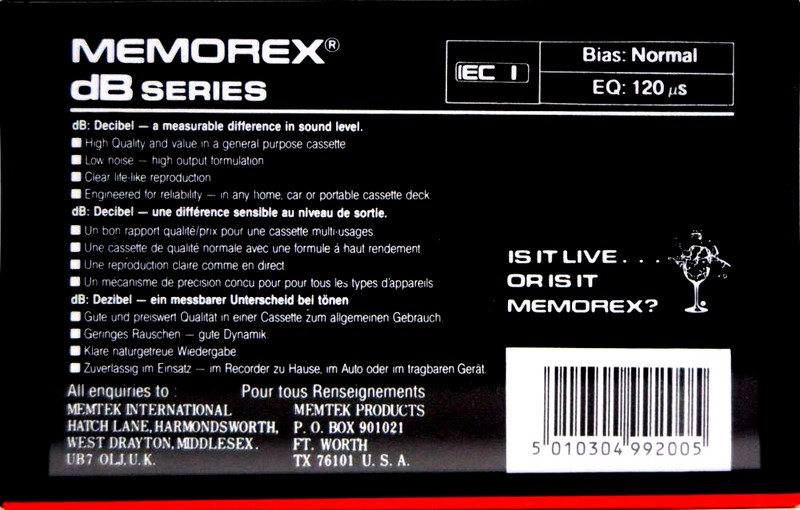 MEMOREX®
dB SERIES
IEC I
Bias: Normal
EQ: 120 µs
dB: Decibel — a measurable difference in sound level.
High Quality and value in a general purpose cassette
Low noise — high output formulation
Clear life-like reproduction
Engineered for reliability — in any home, car or portable cassette deck
dB: Decibel — une différence sensible au niveau de sortie.
Un bon rapport qualité/prix pour une cassette multi-usages.
Une cassette de qualité normale avec une formule á haut rendement
Une reproduction claire comme en direct
Un mécanisme de précision concu pour pour tous les types d'appareils
dB: Dezibel — ein messbarer Unterscheid bei tönen
Gute und preiswert Qualitát in einer Cassette zum allgemeinen Gebrauch.
Geringes Rauschen — gute Dynamik.
Klare naturgetreue Wiedergabe
Zuverlässig im Einsatz — im Recorder zu Hause, im Auto oder im tragbaren Gerät.
IS IT LIVE . . .
OR IS IT
MEMOREX?
All enquiries to :
MEMTEK INTERNATIONAL
HATCH LANE, HARMONDSWORTH,
WEST DRAYTON, MIDDLESEX.
UB7 OLJ, U.K.
Pour tous Renseignements
MEMTEK PRODUCTS
P. O. BOX 901021
FT. WORTH
TX 76101 U. S. A.
5 010304 992005